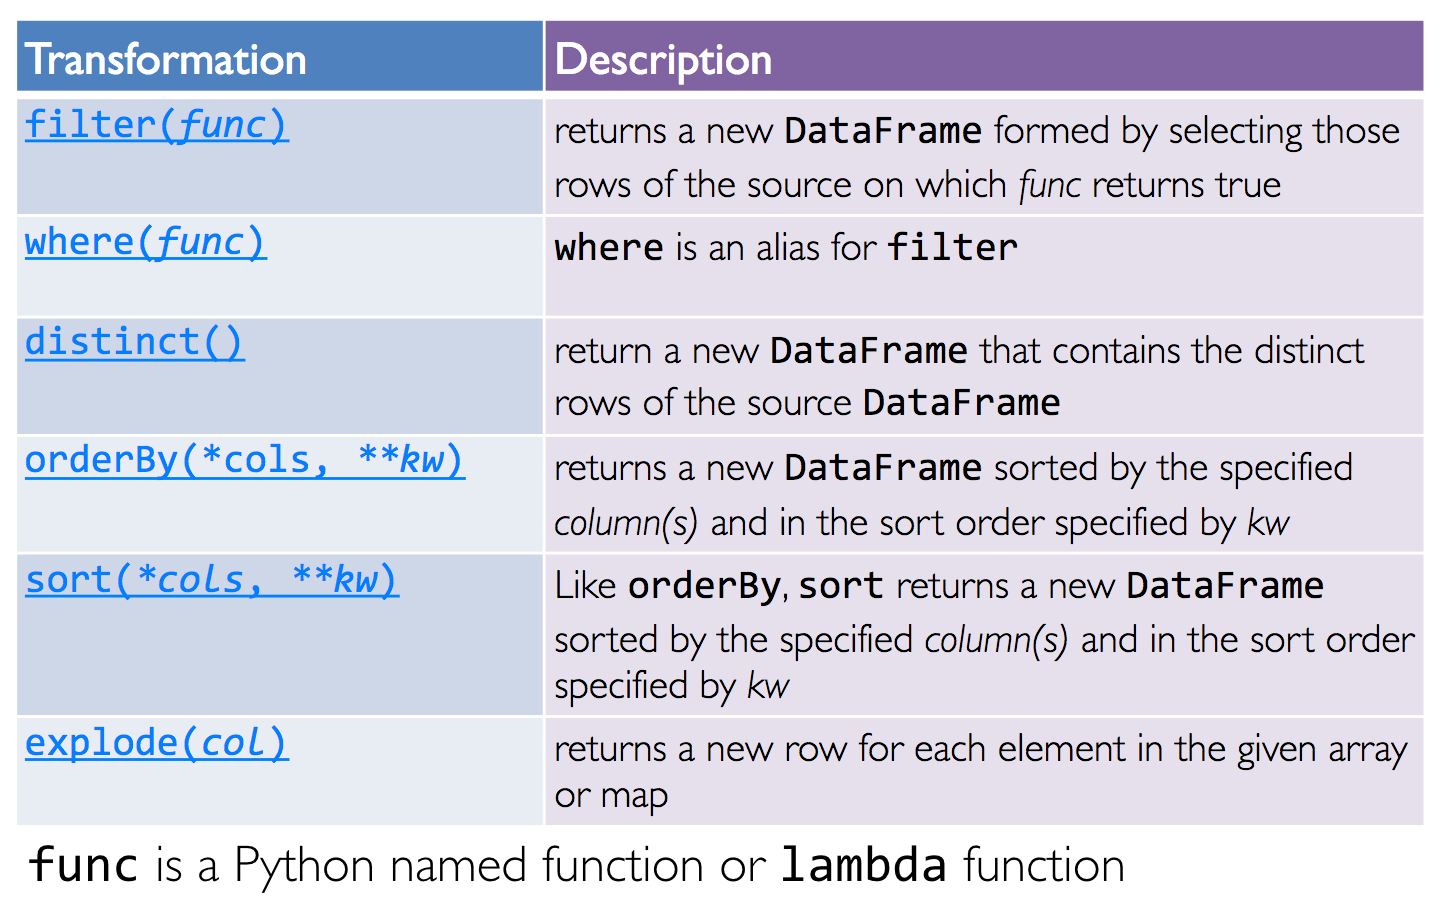 Transformation Description
filter(func) returns a new DataFrame formed by selecting those
rows of the source on which func returns true
where(func) where is an alias for filter
distinct() return a new DataFrame that contains the distinct
rows of the source DataFrame
orderBy(*cols, **kw) returns a new DataFrame sorted by the specified
column(s) and in the sort order specified by kw
sort(*cols, **kw) Like orderBy, sort returns a new DataFrame
sorted by the specified column(s) and in the sort order
specified by kw
explode(col) returns a new row for each element in the given array
or map
func is a Python named function or lambda function